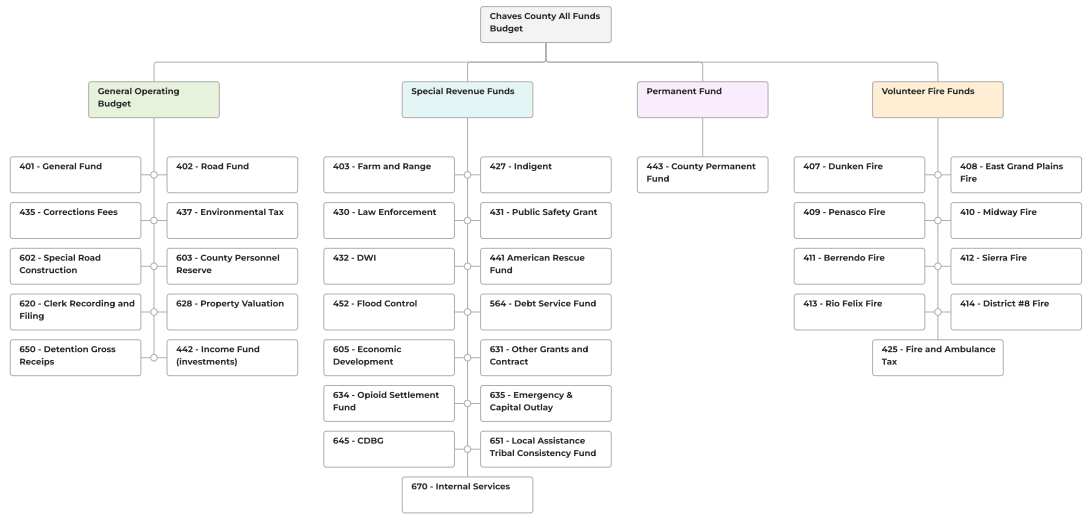 Chaves County All Funds
Budget
General Operating
Budget
Special Revenue Funds
Permanent Fund
Volunteer Fire Funds
401 - General Fund
402 - Road Fund
403 - Farm and Range
427 - Indigent
443 - County Permanent
Fund
407 - Dunken Fire
408 - East Grand Plains
Fire
435 - Corrections Fees
437 - Environmental Tax
430 - Law Enforcement
431 - Public Safety Grant
409 - Penasco Fire
410 - Midway Fire
602 - Special Road
Construction
603 - County Personnel
Reserve
432 - DWI
441 American Rescue
Fund
411 - Berrendo Fire
412 - Sierra Fire
620 - Clerk Recording and
Filing
628 - Property Valuation
452 - Flood Control
564 - Debt Service Fund
413 - Rio Felix Fire
414 - District #8 Fire
650 - Detention Gross
Receips
442 - Income Fund
(investments)
605 - Economic
Development
631 - Other Grants and
Contract
425 - Fire and Ambulance
Tax
634 - Opioid Settlement
Fund
635 - Emergency &
Capital Outlay
645 - CDBG
651 - Local Assistance
Tribal Consistency Fund
670 - Internal Services